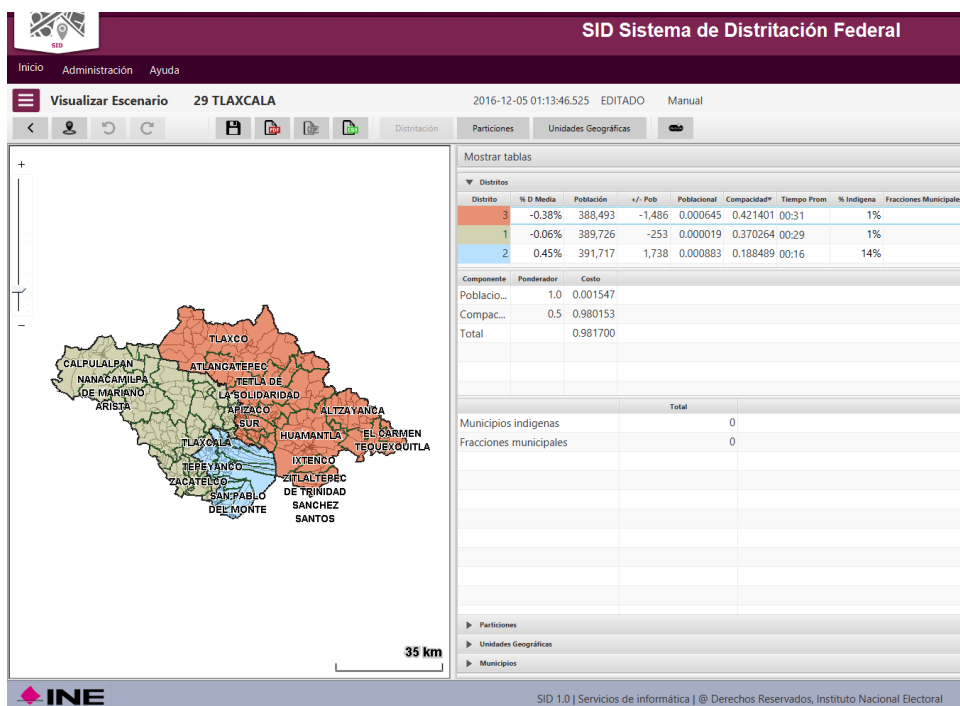 SID
SID Sistema de Distritación Federal
Inicio Administración Ayuda
Visualizar Escenario 29 TLAXCALA 2016-12-05 01:13:46.525 EDITADO Manual
Distritación Particiones Unidades Geográficas
Mostrar tablas
Distritos
Distrito % D Media Población +/- Pob Poblacional Compacidad Tiempo Prom % Indigena Fracciones Municipale
3 -0.38% 388,493 -1,486 0.000645 0.421401 00:31 1%
1 -0.06% 389,726 -253 0.000019 0.370264 00:29 1%
2 0.45% 391,717 1,738 0.000883 0.188489 00:16 14%
Componente Ponderador Costo
Poblacio... 1.0 0.001547
Compac... 0.5 0.980153
Total 0.981700
Total
Municipios indigenas 0
Fracciones municipales 0
Particiones
Unidades Geográficas
Municipios
+
−
TLAXCO
CALPULALPAN
ATLANGATEPEC
NANACAMILPA
DE MARIANO
ARISTA
TETLA DE
LA SOLIDARIDAD
APIZACO
SUR
ALTZAYANCA
HUAMANTLA
EL CARMEN
TEQUEXQUITLA
TLAXCALA
IXTENCO
TEPEYANCO
ZACATELCO
ZITLALTEPEC
DE TRINIDAD
SANCHEZ
SANTOS
SAN PABLO
DEL MONTE
35 km
INE
SID 1.0 | Servicios de informática | @ Derechos Reservados, Instituto Nacional Electoral